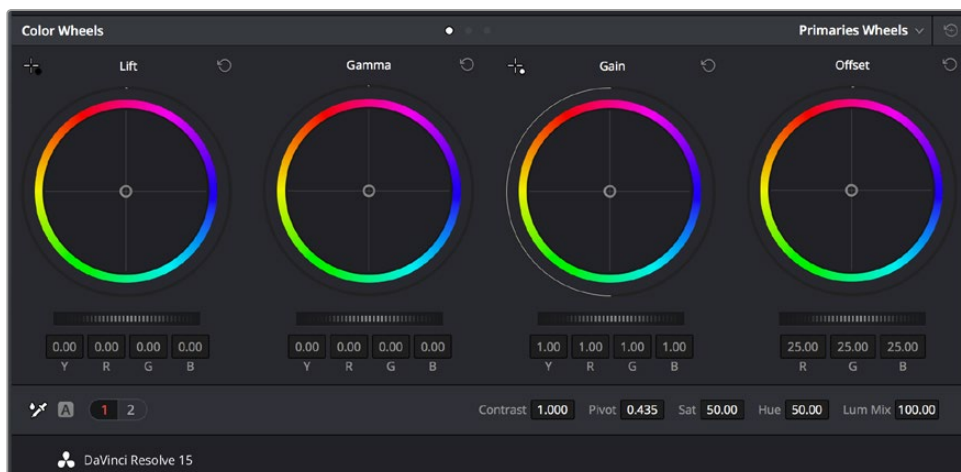 Color Wheels Primaries Wheels
Lift Gamma Gain Offset
0.00 0.00 0.00 0.00 0.00 0.00 0.00 0.00 1.00 1.00 1.00 1.00 25.00 25.00 25.00
Y R G B Y R G B Y R G B R G B
A 1 2 Contrast 1.000 Pivot 0.435 Sat 50.00 Hue 50.00 Lum Mix 100.00
DaVinci Resolve 15